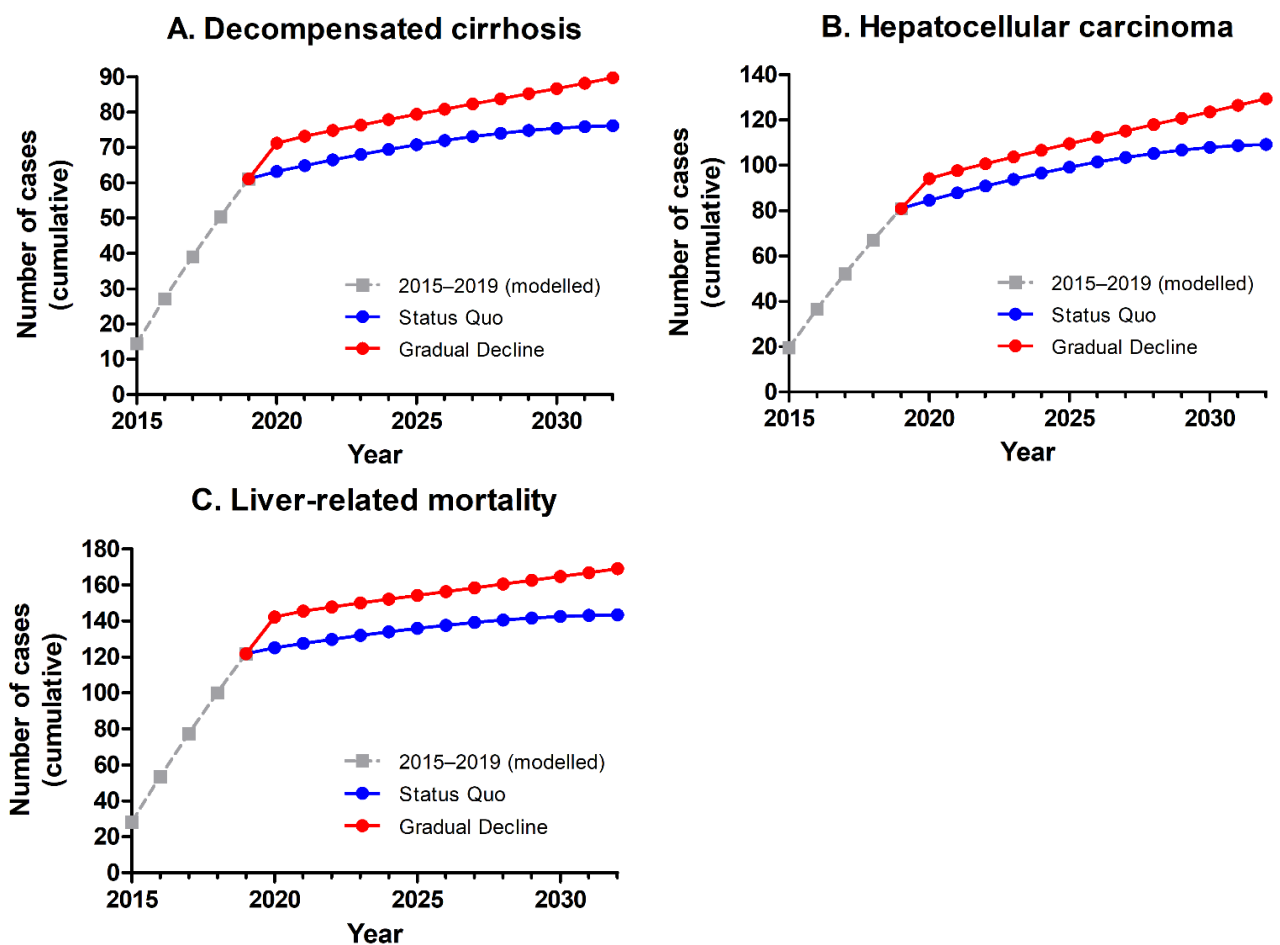 A. Decompensated cirrhosis
Number of cases
(cumulative)
90
80
70
60
50
40
30
20
10
0
2015–2019 (modelled)
Status Quo
Gradual Decline
2015
2020
2025
2030
Year
B. Hepatocellular carcinoma
Number of cases
(cumulative)
140
120
100
80
60
40
20
0
2015–2019 (modelled)
Status Quo
Gradual Decline
2015
2020
2025
2030
Year
C. Liver-related mortality
Number of cases
(cumulative)
180
160
140
120
100
80
60
40
20
0
2015–2019 (modelled)
Status Quo
Gradual Decline
2015
2020
2025
2030
Year